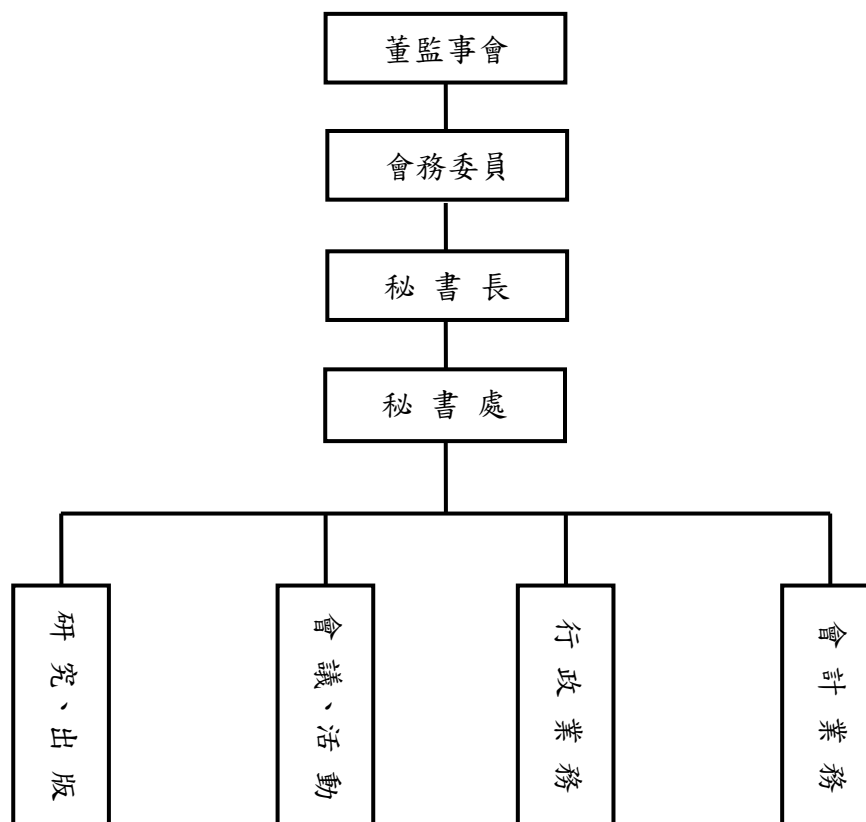 董監事會
會務委員
秘書長
秘書處
研究、出版
會議、活動
行政業務
會計業務